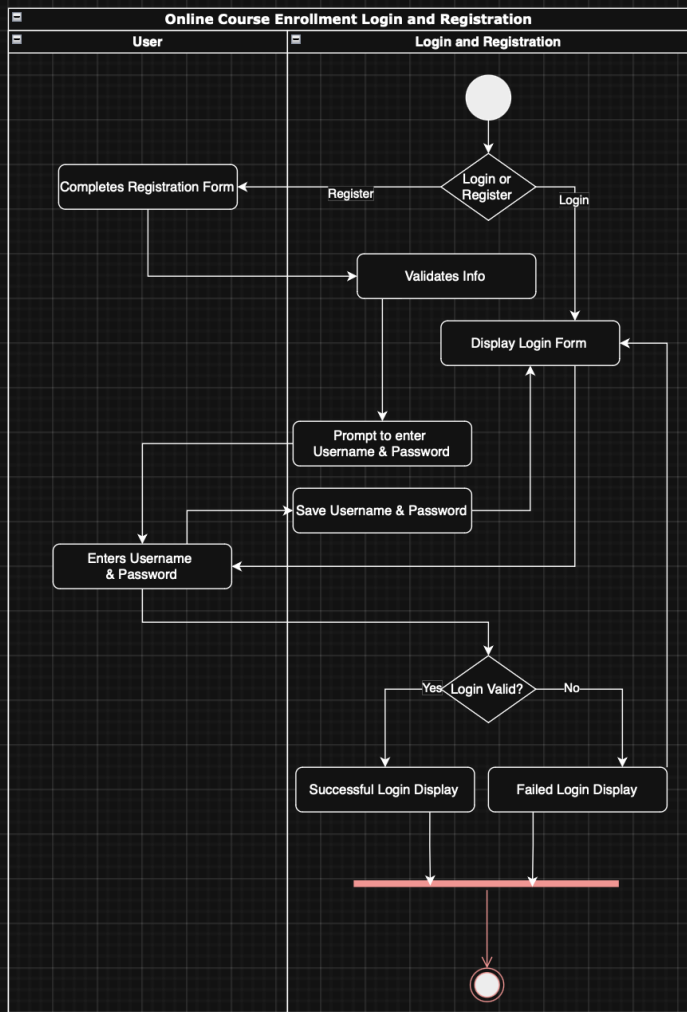 Online Course Enrollment Login and Registration
User
Login and Registration
Login or
Register
Register
Login
Completes Registration Form
Validates Info
Display Login Form
Prompt to enter
Username & Password
Save Username & Password
Enters Username
& Password
Login Valid?
Yes
No
Successful Login Display
Failed Login Display